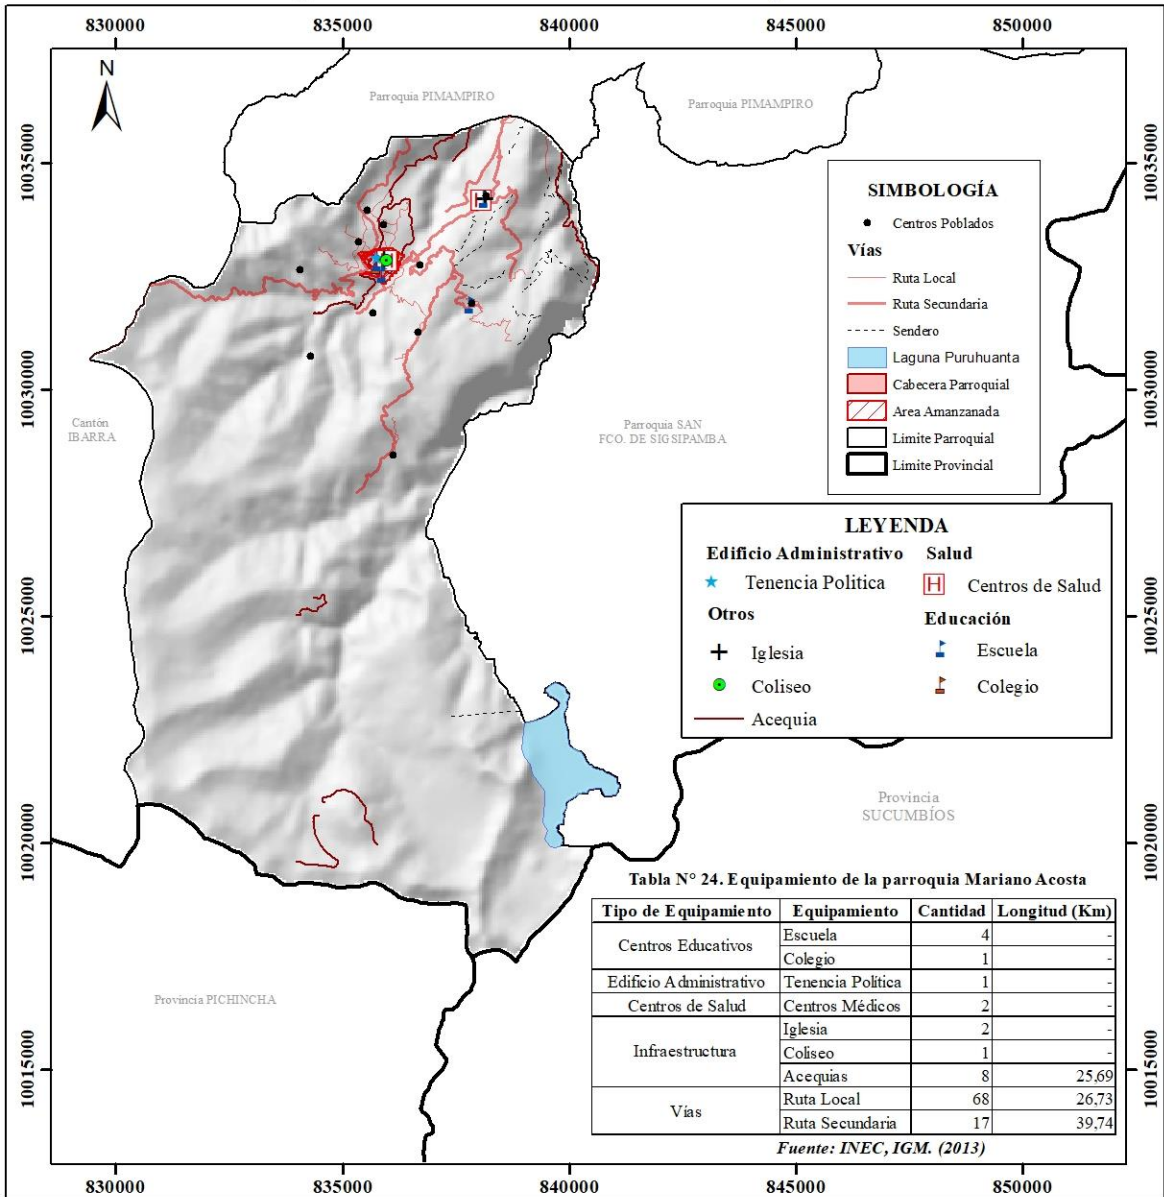 830000 835000 840000 845000 850000
N
Parroquia PIMAMPIRO
Parroquia PIMAMPIRO
10035000
10030000
10025000
10020000
10015000
10035000
10030000
10025000
10020000
10015000
SIMBOLOGÍA
Centros Poblados
Vías
Ruta Local
Ruta Secundaria
Sendero
Laguna Puruhuanta
Cabecera Parroquial
Area Amanzanada
Limite Parroquial
Limite Provincial
Cantón
IBARRA
Parroquia SAN
FCO. DE SIGSIPAMBA
LEYENDA
Edificio Administrativo Salud
Tenencia Politica H Centros de Salud
Otros Educación
Iglesia Escuela
Coliseo Colegio
Acequia
H
H
Provincia
SUCUMBÍOS
Provincia PICHINCHA
Tabla N° 24. Equipamiento de la parroquia Mariano Acosta
Tipo de Equipamiento Equipamiento Cantidad Longitud (Km)
Centros Educativos Escuela 4 -
Colegio 1 -
Edificio Administrativo Tenencia Política 1 -
Centros de Salud Centros Médicos 2 -
Infraestructura Iglesia 2 -
Coliseo 1 -
Acequias 8 25,69
Vías Ruta Local 68 26,73
Ruta Secundaria 17 39,74
Fuente: INEC, IGM. (2013)
830000 835000 840000 845000 850000